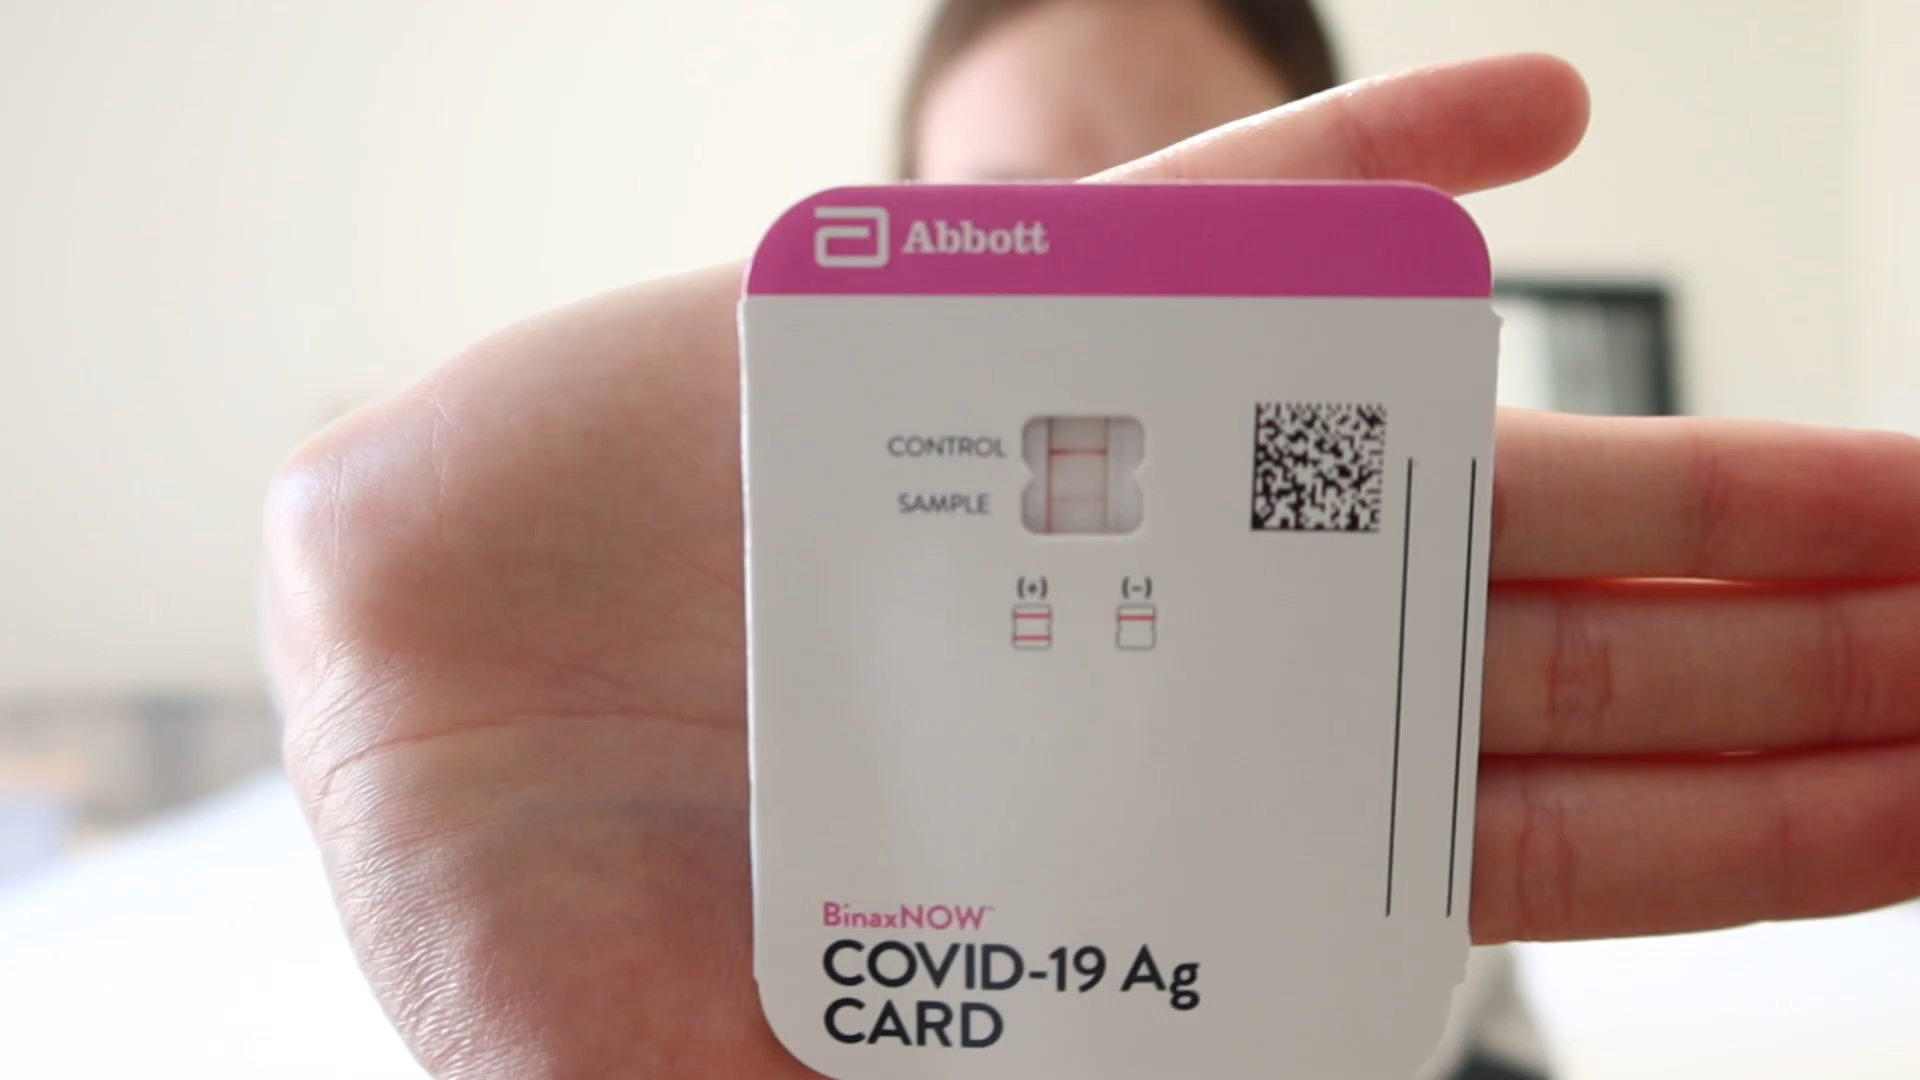 Abbott
CONTROL
SAMPLE
(+) (-)
BinaxNOW™
COVID-19 Ag
CARD